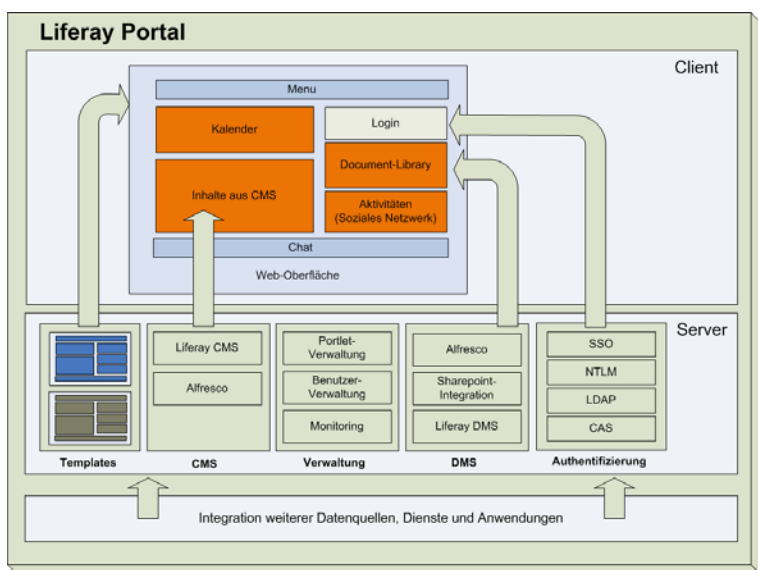 Liferay Portal
Client
Menu
Kalender
Login
Document-Library
Inhalte aus CMS
Aktivitäten
(Soziales Netzwerk)
Chat
Web-Oberfläche
Server
Liferay CMS
Alfresco
Portlet-
Verwaltung
Benutzer-
Verwaltung
Monitoring
Alfresco
Sharepoint-
Integration
Liferay DMS
SSO
NTLM
LDAP
CAS
Templates
CMS
Verwaltung
DMS
Authentifizierung
Integration weiterer Datenquellen, Dienste und Anwendungen